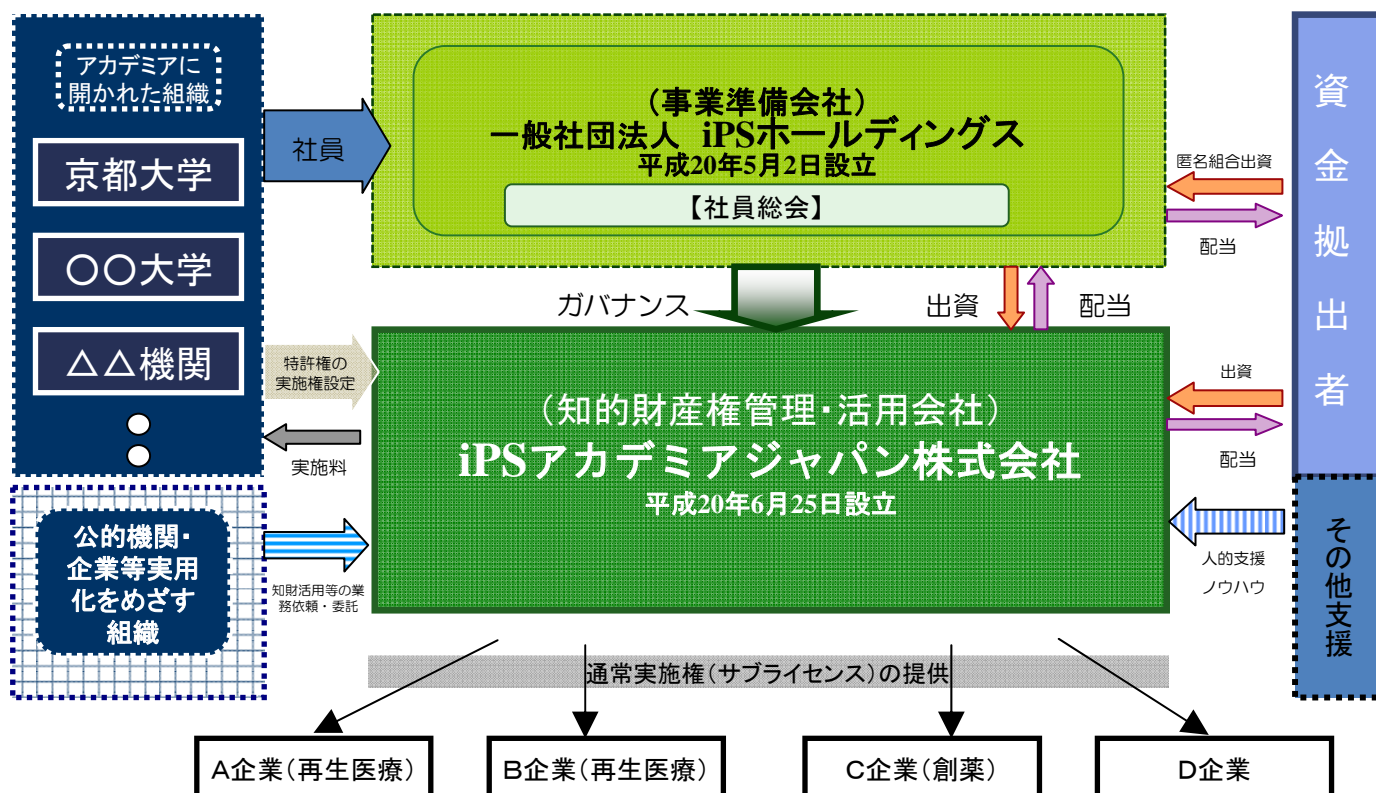 アカデミアに
開かれた組織
京都大学
○○大学
△△機関
公的機関・
企業等実用
化をめざす
組織
社員
特許権の
実施権設定
実施料
知財活用等の業
務依頼・委託
(事業準備会社)
一般社団法人 iPSホールディングス
平成20年5月2日設立
【社員総会】
ガバナンス
出資
配当
(知的財産権管理・活用会社)
iPSアカデミアジャパン株式会社
平成20年6月25日設立
匿名組合出資
配当
出資
配当
人的支援
ノウハウ
資金拠出者
その他支援
通常実施権(サブライセンス)の提供
A企業(再生医療)
B企業(再生医療)
C企業(創薬)
D企業